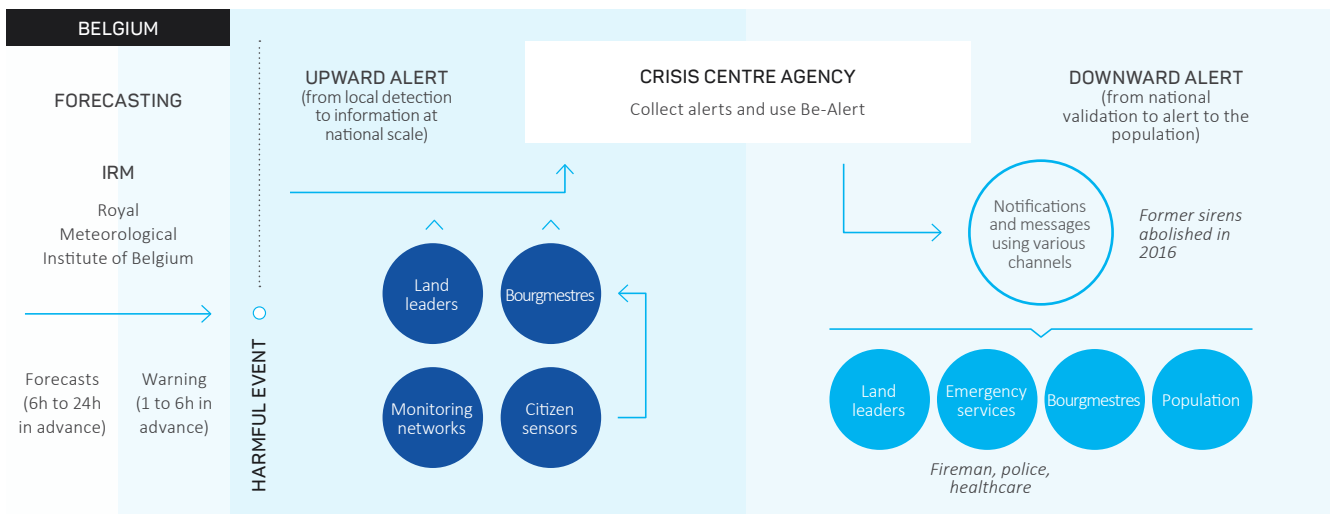 BELGIUM
FORECASTING
IRM
Royal
Meteorological
Institute of Belgium
Forecasts
(6h to 24h
in advance)
Warning
(1 to 6h in
advance)
HARMFUL EVENT
UPWARD ALERT
(from local detection
to information at
national scale)
Land
leaders
Bourgmestres
Monitoring
networks
Citizen
sensors
CRISIS CENTRE AGENCY
Collect alerts and use Be-Alert
DOWNWARD ALERT
(from national
validation to alert to the
population)
Notifications
and messages
using various
channels
Former sirens
abolished in
2016
Land
leaders
Emergency
services
Bourgmestres
Population
Fireman, police,
healthcare